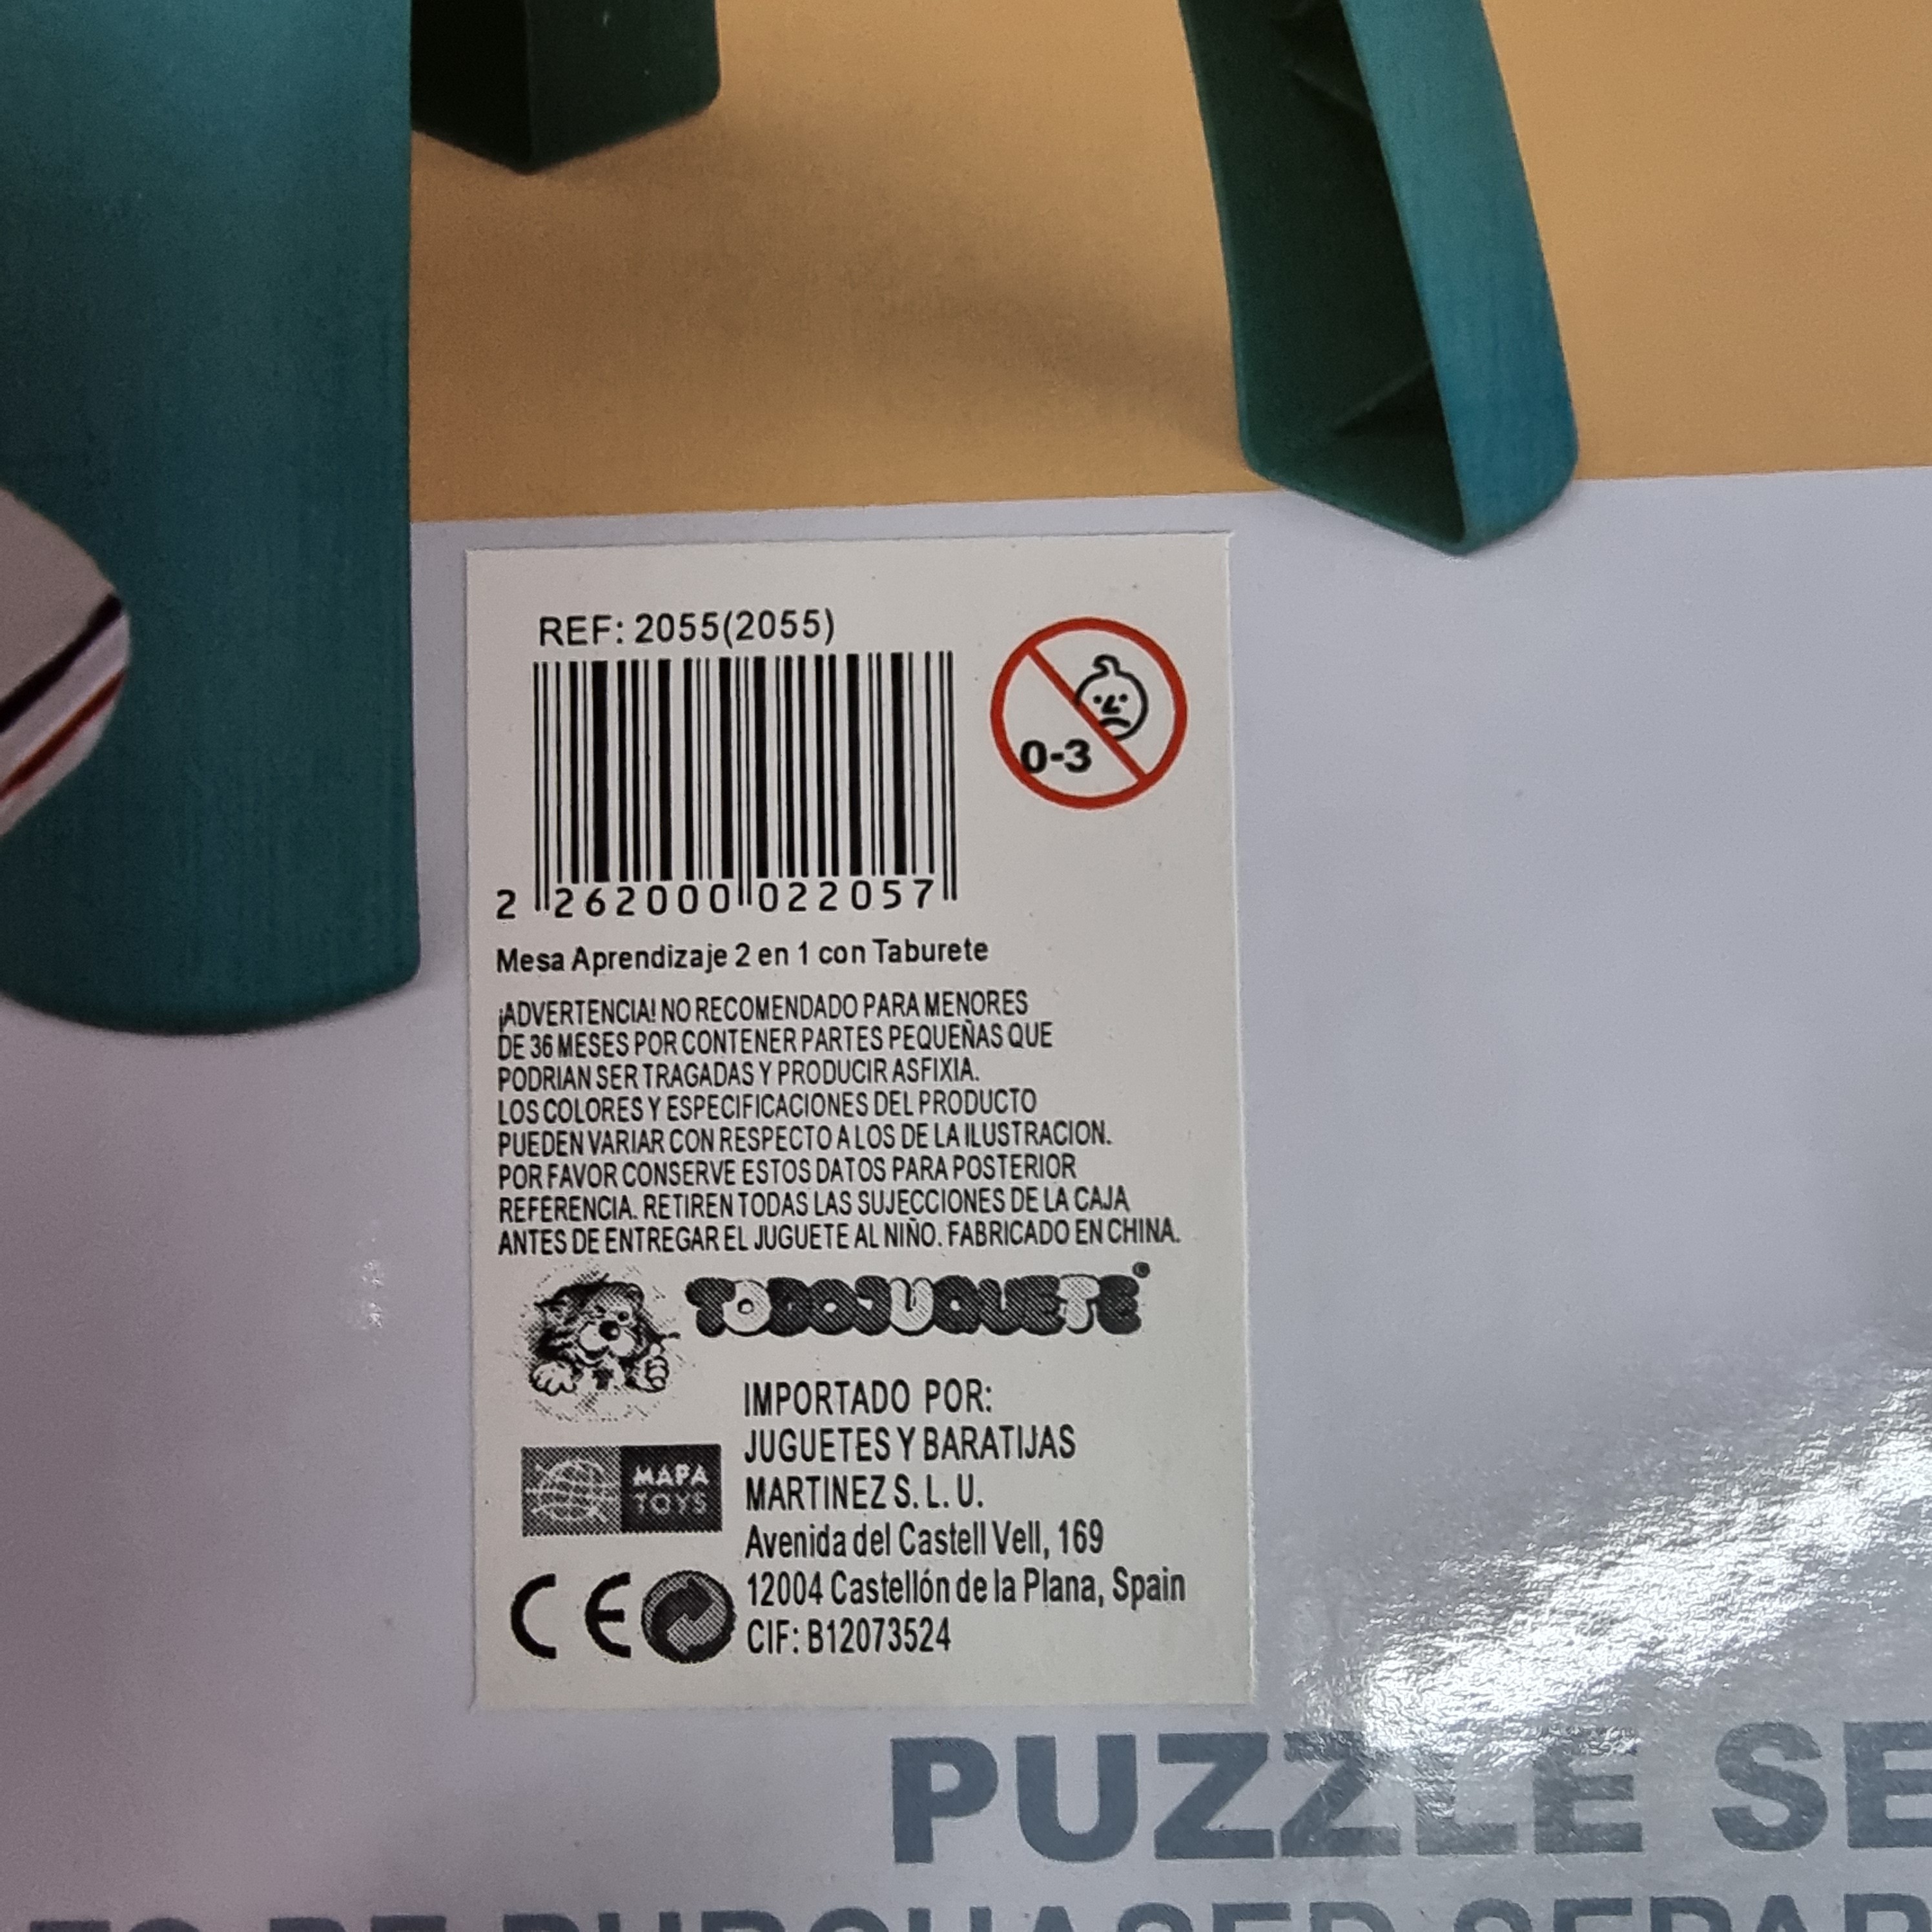 REF: 2055(2055)
0-3
2 262000 022057
Mesa Aprendizaje 2 en 1 con Taburete
¡ADVERTENCIA! NO RECOMENDADO PARA MENORES
DE 36 MESES POR CONTENER PARTES PEQUEÑAS QUE
PODRIAN SER TRAGADAS Y PRODUCIR ASFIXIA.
LOS COLORES Y ESPECIFICACIONES DEL PRODUCTO
PUEDEN VARIAR CON RESPECTO A LOS DE LA ILUSTRACION.
POR FAVOR CONSERVE ESTOS DATOS PARA POSTERIOR
REFERENCIA. RETIREN TODAS LAS SUJECCIONES DE LA CAJA
ANTES DE ENTREGAR EL JUGUETE AL NIÑO. FABRICADO EN CHINA.
TODOJUGUETE®
IMPORTADO POR:
JUGUETES Y BARATIJAS
MARTINEZ S. L. U.
MAPA
TOYS
Avenida del Castell Vell, 169
12004 Castellón de la Plana, Spain
CIF: B12073524
CE
PUZZLE SE
BE PURCHASED SEPAR